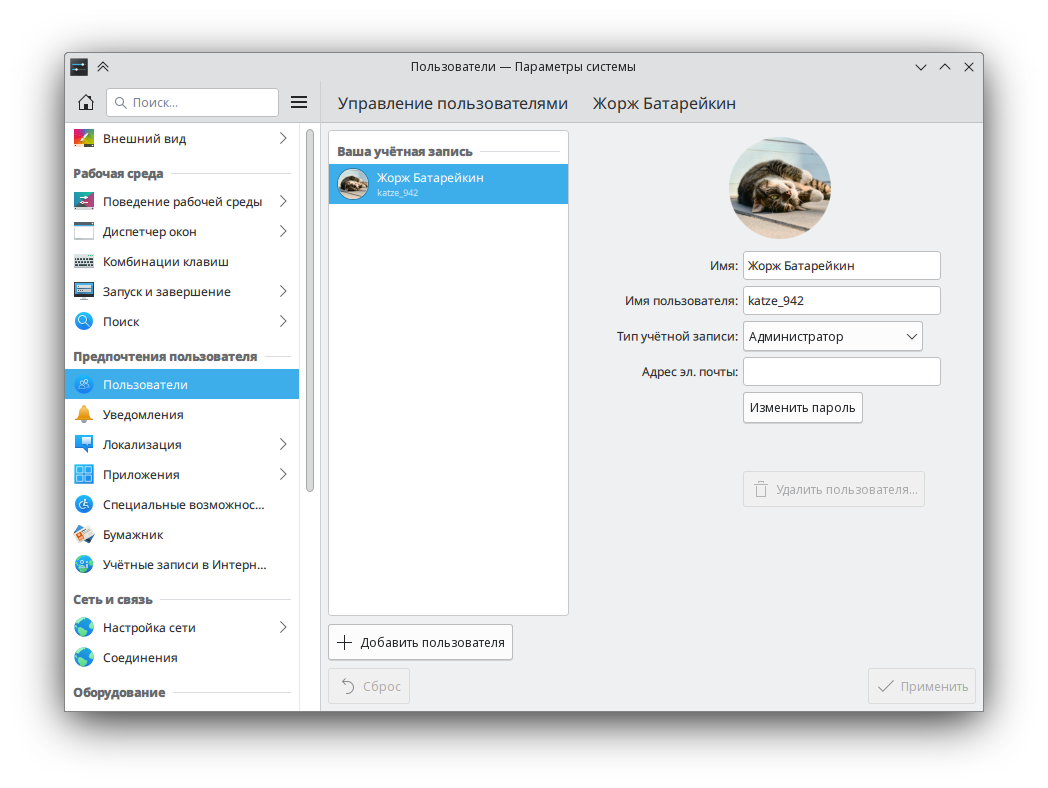 Пользователи — Параметры системы
Поиск...
Управление пользователями
Жорж Батарейкин
Внешний вид
Рабочая среда
Поведение рабочей среды
Диспетчер окон
Комбинации клавиш
Запуск и завершение
Поиск
Предпочтения пользователя
Пользователи
Уведомления
Локализация
Приложения
Специальные возможнос...
Бумажник
Учётные записи в Интерн...
Сеть и связь
Настройка сети
Соединения
Оборудование
Ваша учётная запись
Жорж Батарейкин
katze_942
Добавить пользователя
Сброс
Имя: Жорж Батарейкин
Имя пользователя: katze_942
Тип учётной записи: Администратор
Адрес эл. почты:
Изменить пароль
Удалить пользователя...
Применить